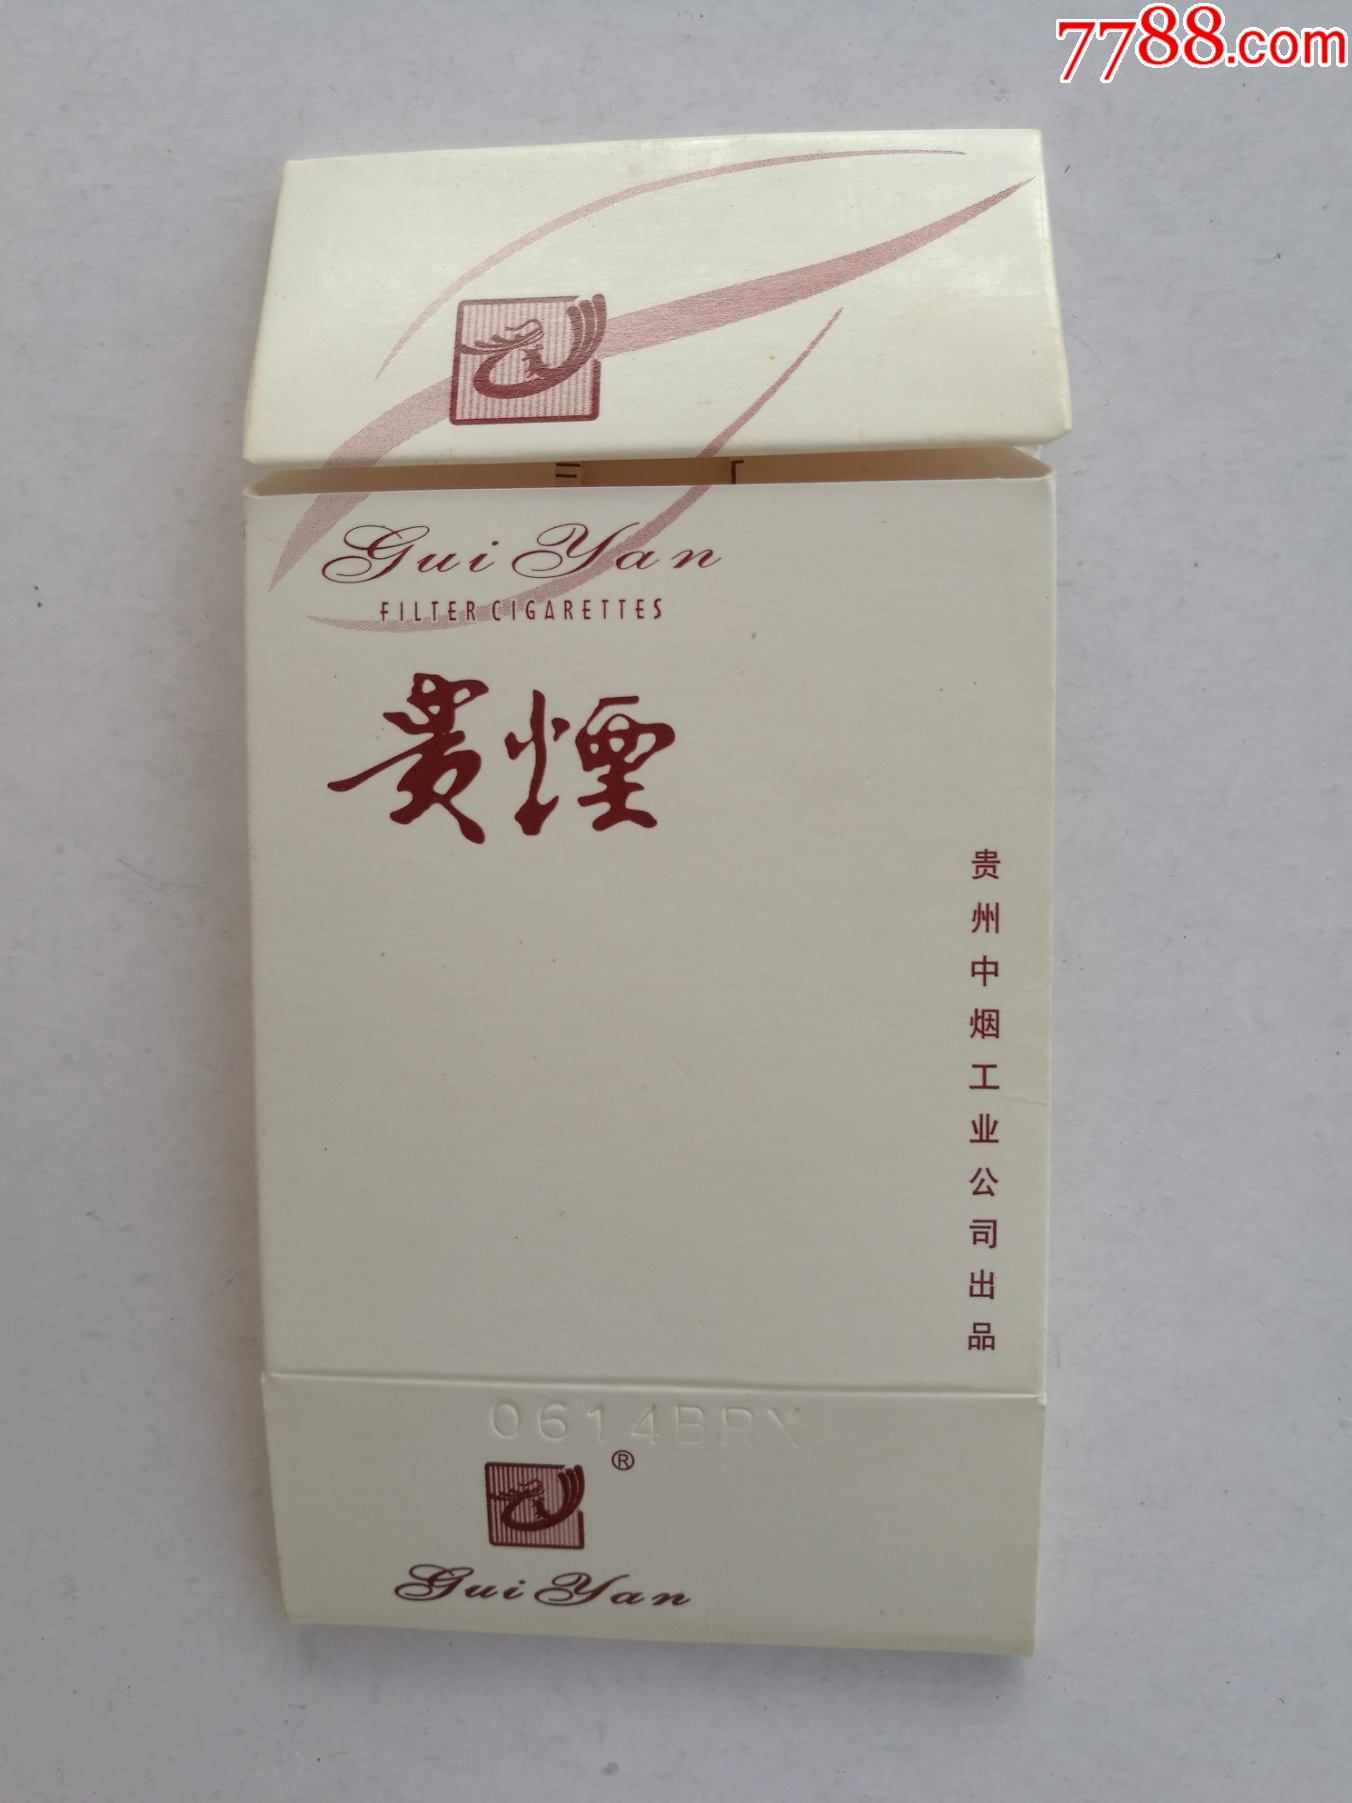 7788.com
Gui Yan
FILTER CIGARETTES
貴煙
贵州中烟工业公司出品
0614BRX
®
Gui Yan